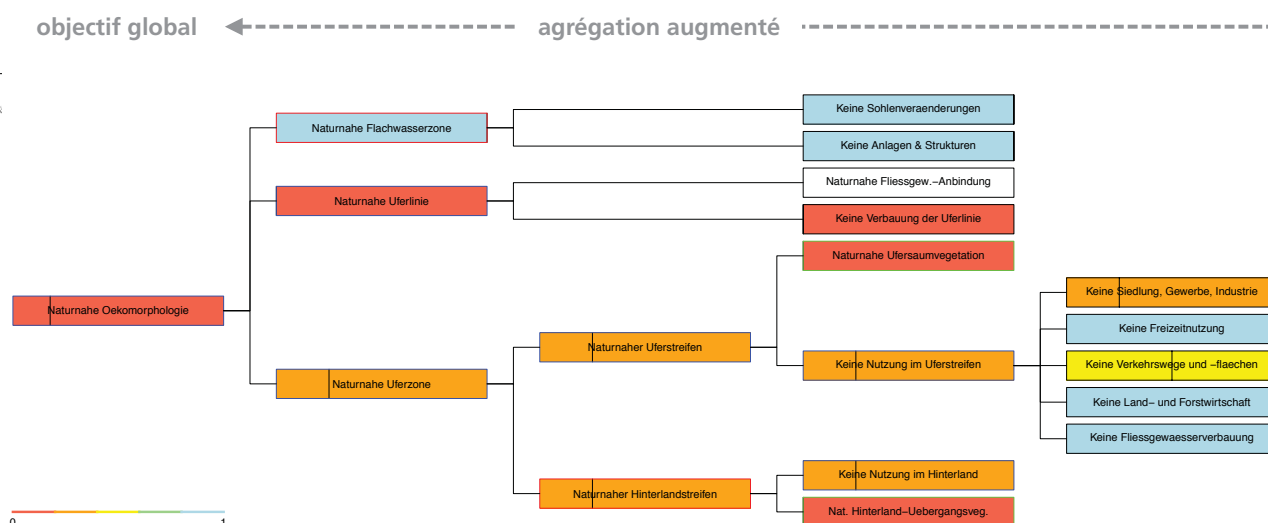 objectif global
agrégation augmenté
Keine Sohlenveraenderungen
Naturnahe Flachwasserzone
Keine Anlagen & Strukturen
Naturnahe Fliessgew.−Anbindung
Naturnahe Uferlinie
Keine Verbauung der Uferlinie
Naturnahe Ufersaumvegetation
Keine Siedlung, Gewerbe, Industrie
Naturnahe Oekomorphologie
Keine Freizeitnutzung
Naturnaher Uferstreifen
Keine Nutzung im Uferstreifen
Keine Verkehrswege und −flaechen
Naturnahe Uferzone
Keine Land− und Forstwirtschaft
Keine Fliessgewaesserverbauung
Keine Nutzung im Hinterland
Naturnaher Hinterlandstreifen
Nat. Hinterland−Uebergangsveg.
0 1